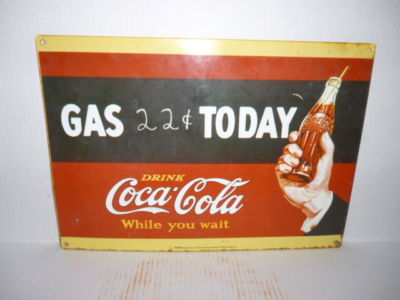 GAS 22¢ TODAY
DRINK
Coca-Cola
While you wait